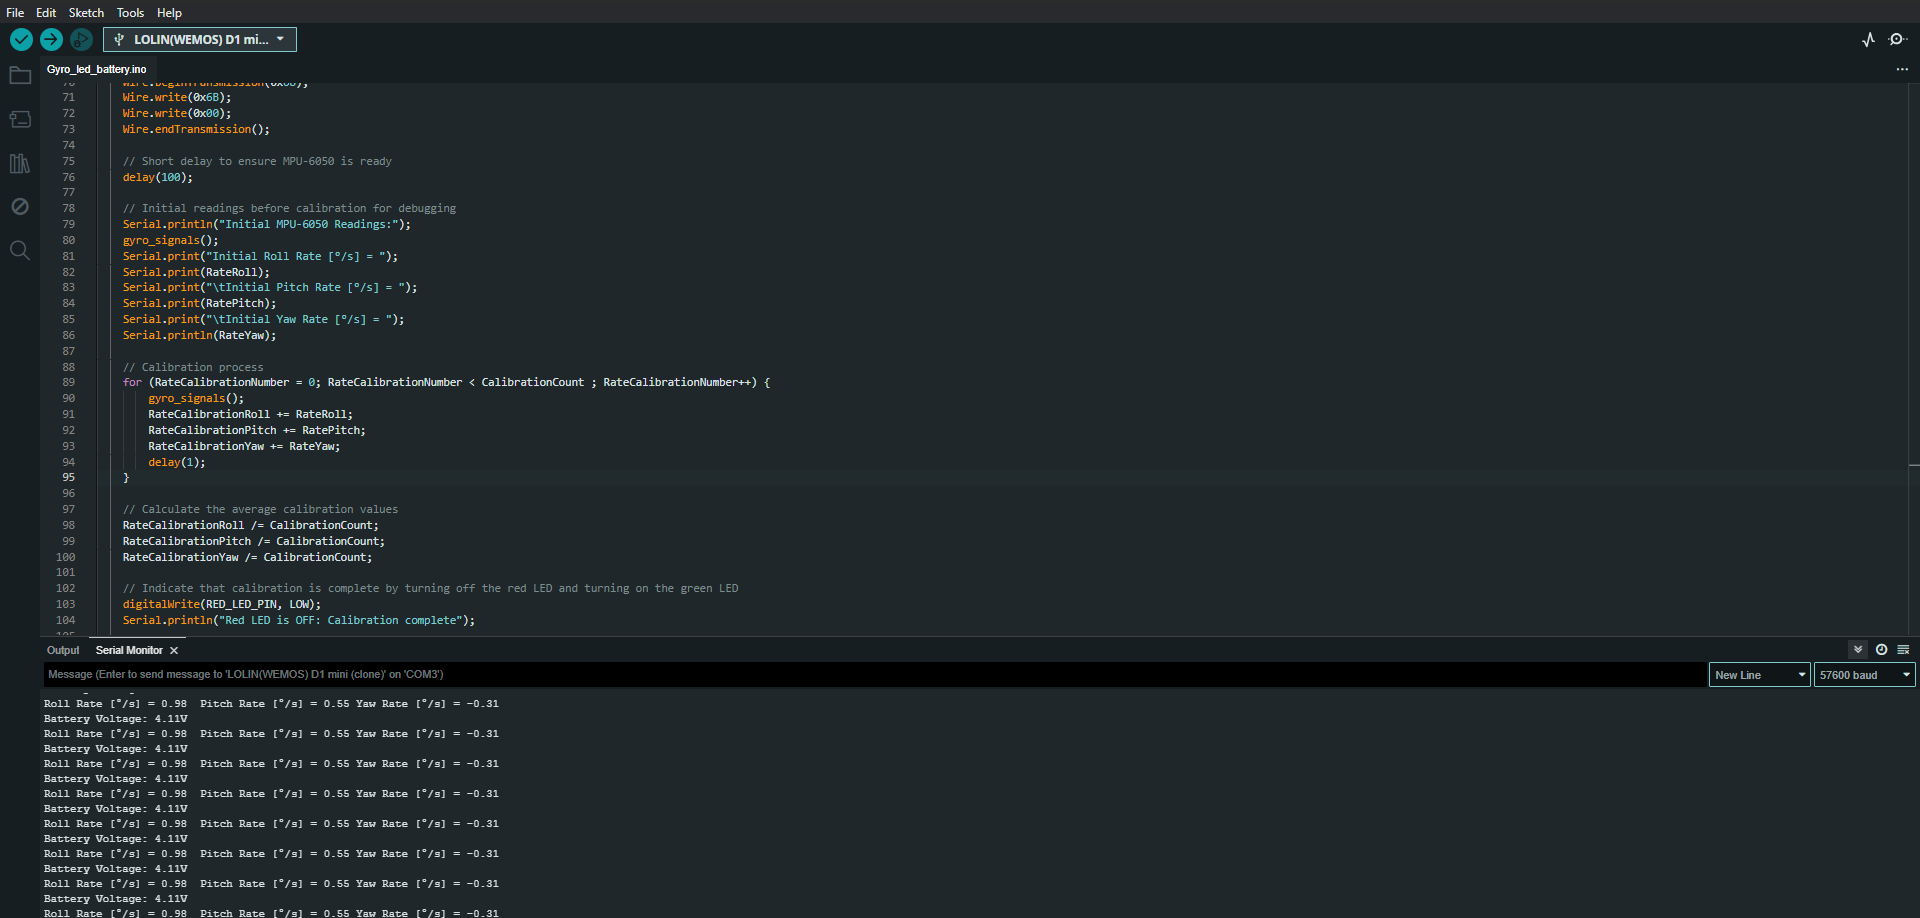 File Edit Sketch Tools Help
LOLIN(WEMOS) D1 mi...
Gyro_led_battery.ino
70 Wire.beginTransmission(0x68);
71 Wire.write(0x6B);
72 Wire.write(0x00);
73 Wire.endTransmission();
74
75 // Short delay to ensure MPU-6050 is ready
76 delay(100);
77
78 // Initial readings before calibration for debugging
79 Serial.println("Initial MPU-6050 Readings:");
80 gyro_signals();
81 Serial.print("Initial Roll Rate [°/s] = ");
82 Serial.print(RateRoll);
83 Serial.print("\tInitial Pitch Rate [°/s] = ");
84 Serial.print(RatePitch);
85 Serial.print("\tInitial Yaw Rate [°/s] = ");
86 Serial.println(RateYaw);
87
88 // Calibration process
89 for (RateCalibrationNumber = 0; RateCalibrationNumber < CalibrationCount ; RateCalibrationNumber++) {
90 gyro_signals();
91 RateCalibrationRoll += RateRoll;
92 RateCalibrationPitch += RatePitch;
93 RateCalibrationYaw += RateYaw;
94 delay(1);
95 }
96
97 // Calculate the average calibration values
98 RateCalibrationRoll /= CalibrationCount;
99 RateCalibrationPitch /= CalibrationCount;
100 RateCalibrationYaw /= CalibrationCount;
101
102 // Indicate that calibration is complete by turning off the red LED and turning on the green LED
103 digitalWrite(RED_LED_PIN, LOW);
104 Serial.println("Red LED is OFF: Calibration complete");
105
Output Serial Monitor
Message (Enter to send message to 'LOLIN(WEMOS) D1 mini (clone)' on 'COM3')
New Line 57600 baud
Roll Rate [°/s] = 0.98 Pitch Rate [°/s] = 0.55 Yaw Rate [°/s] = -0.31
Battery Voltage: 4.11V
Roll Rate [°/s] = 0.98 Pitch Rate [°/s] = 0.55 Yaw Rate [°/s] = -0.31
Battery Voltage: 4.11V
Roll Rate [°/s] = 0.98 Pitch Rate [°/s] = 0.55 Yaw Rate [°/s] = -0.31
Battery Voltage: 4.11V
Roll Rate [°/s] = 0.98 Pitch Rate [°/s] = 0.55 Yaw Rate [°/s] = -0.31
Battery Voltage: 4.11V
Roll Rate [°/s] = 0.98 Pitch Rate [°/s] = 0.55 Yaw Rate [°/s] = -0.31
Battery Voltage: 4.11V
Roll Rate [°/s] = 0.98 Pitch Rate [°/s] = 0.55 Yaw Rate [°/s] = -0.31
Battery Voltage: 4.11V
Roll Rate [°/s] = 0.98 Pitch Rate [°/s] = 0.55 Yaw Rate [°/s] = -0.31
Battery Voltage: 4.11V
Roll Rate [°/s] = 0.98 Pitch Rate [°/s] = 0.55 Yaw Rate [°/s] = -0.31